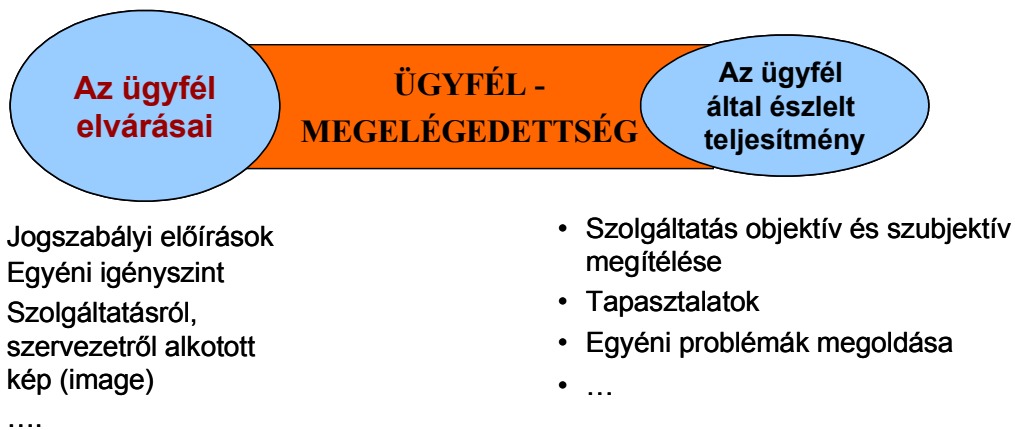 Az ügyfél
elvárásai
ÜGYFÉL -
MEGELÉGEDETTSÉG
Az ügyfél
által észlelt
teljesítmény
Jogszabályi előírások
Egyéni igényszint
Szolgáltatásról,
szervezetről alkotott
kép (image)
….
• Szolgáltatás objektív és szubjektív
megítélése
• Tapasztalatok
• Egyéni problémák megoldása
• …